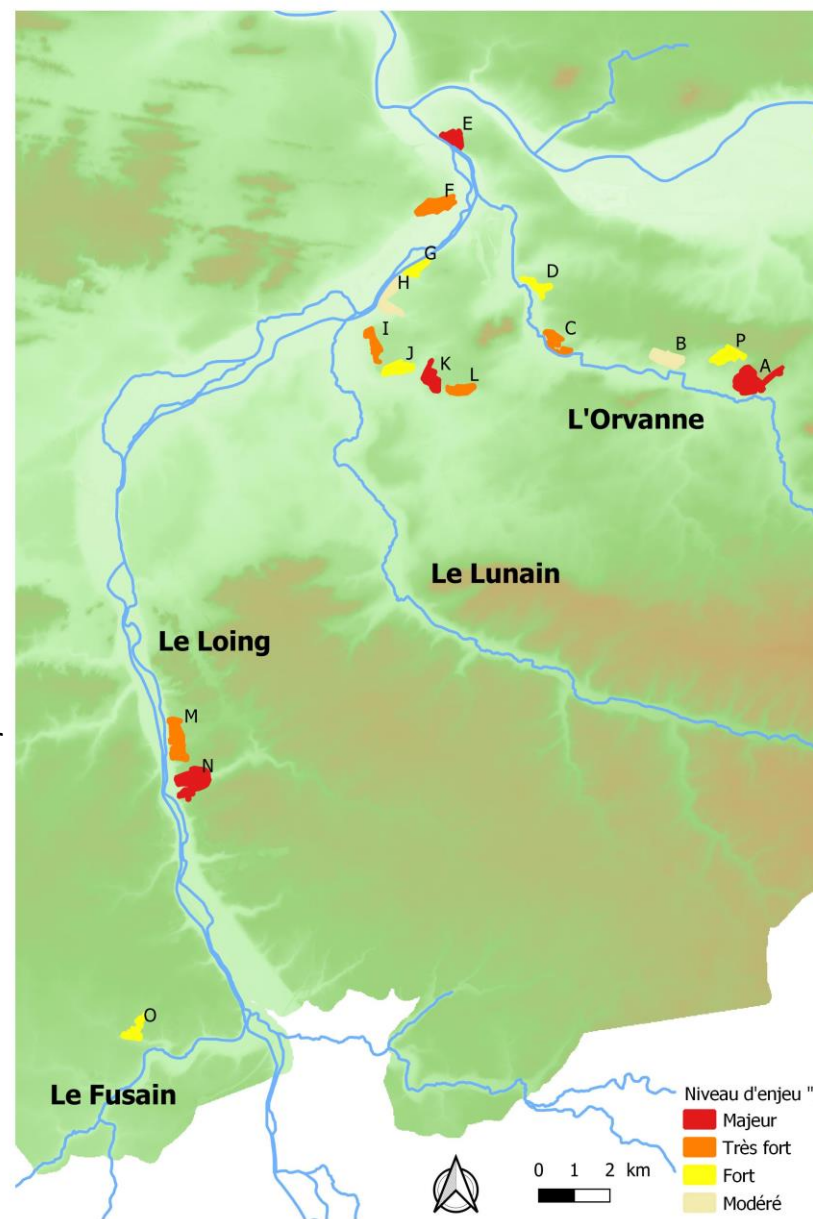 E
F
G
D
H
I
C
B
P
J
K
A
L
L'Orvanne
Le Lunain
Le Loing
M
N
O
Le Fusain
Niveau d'enjeu "
Majeur
Très fort
0 1 2 km
Fort
Modéré